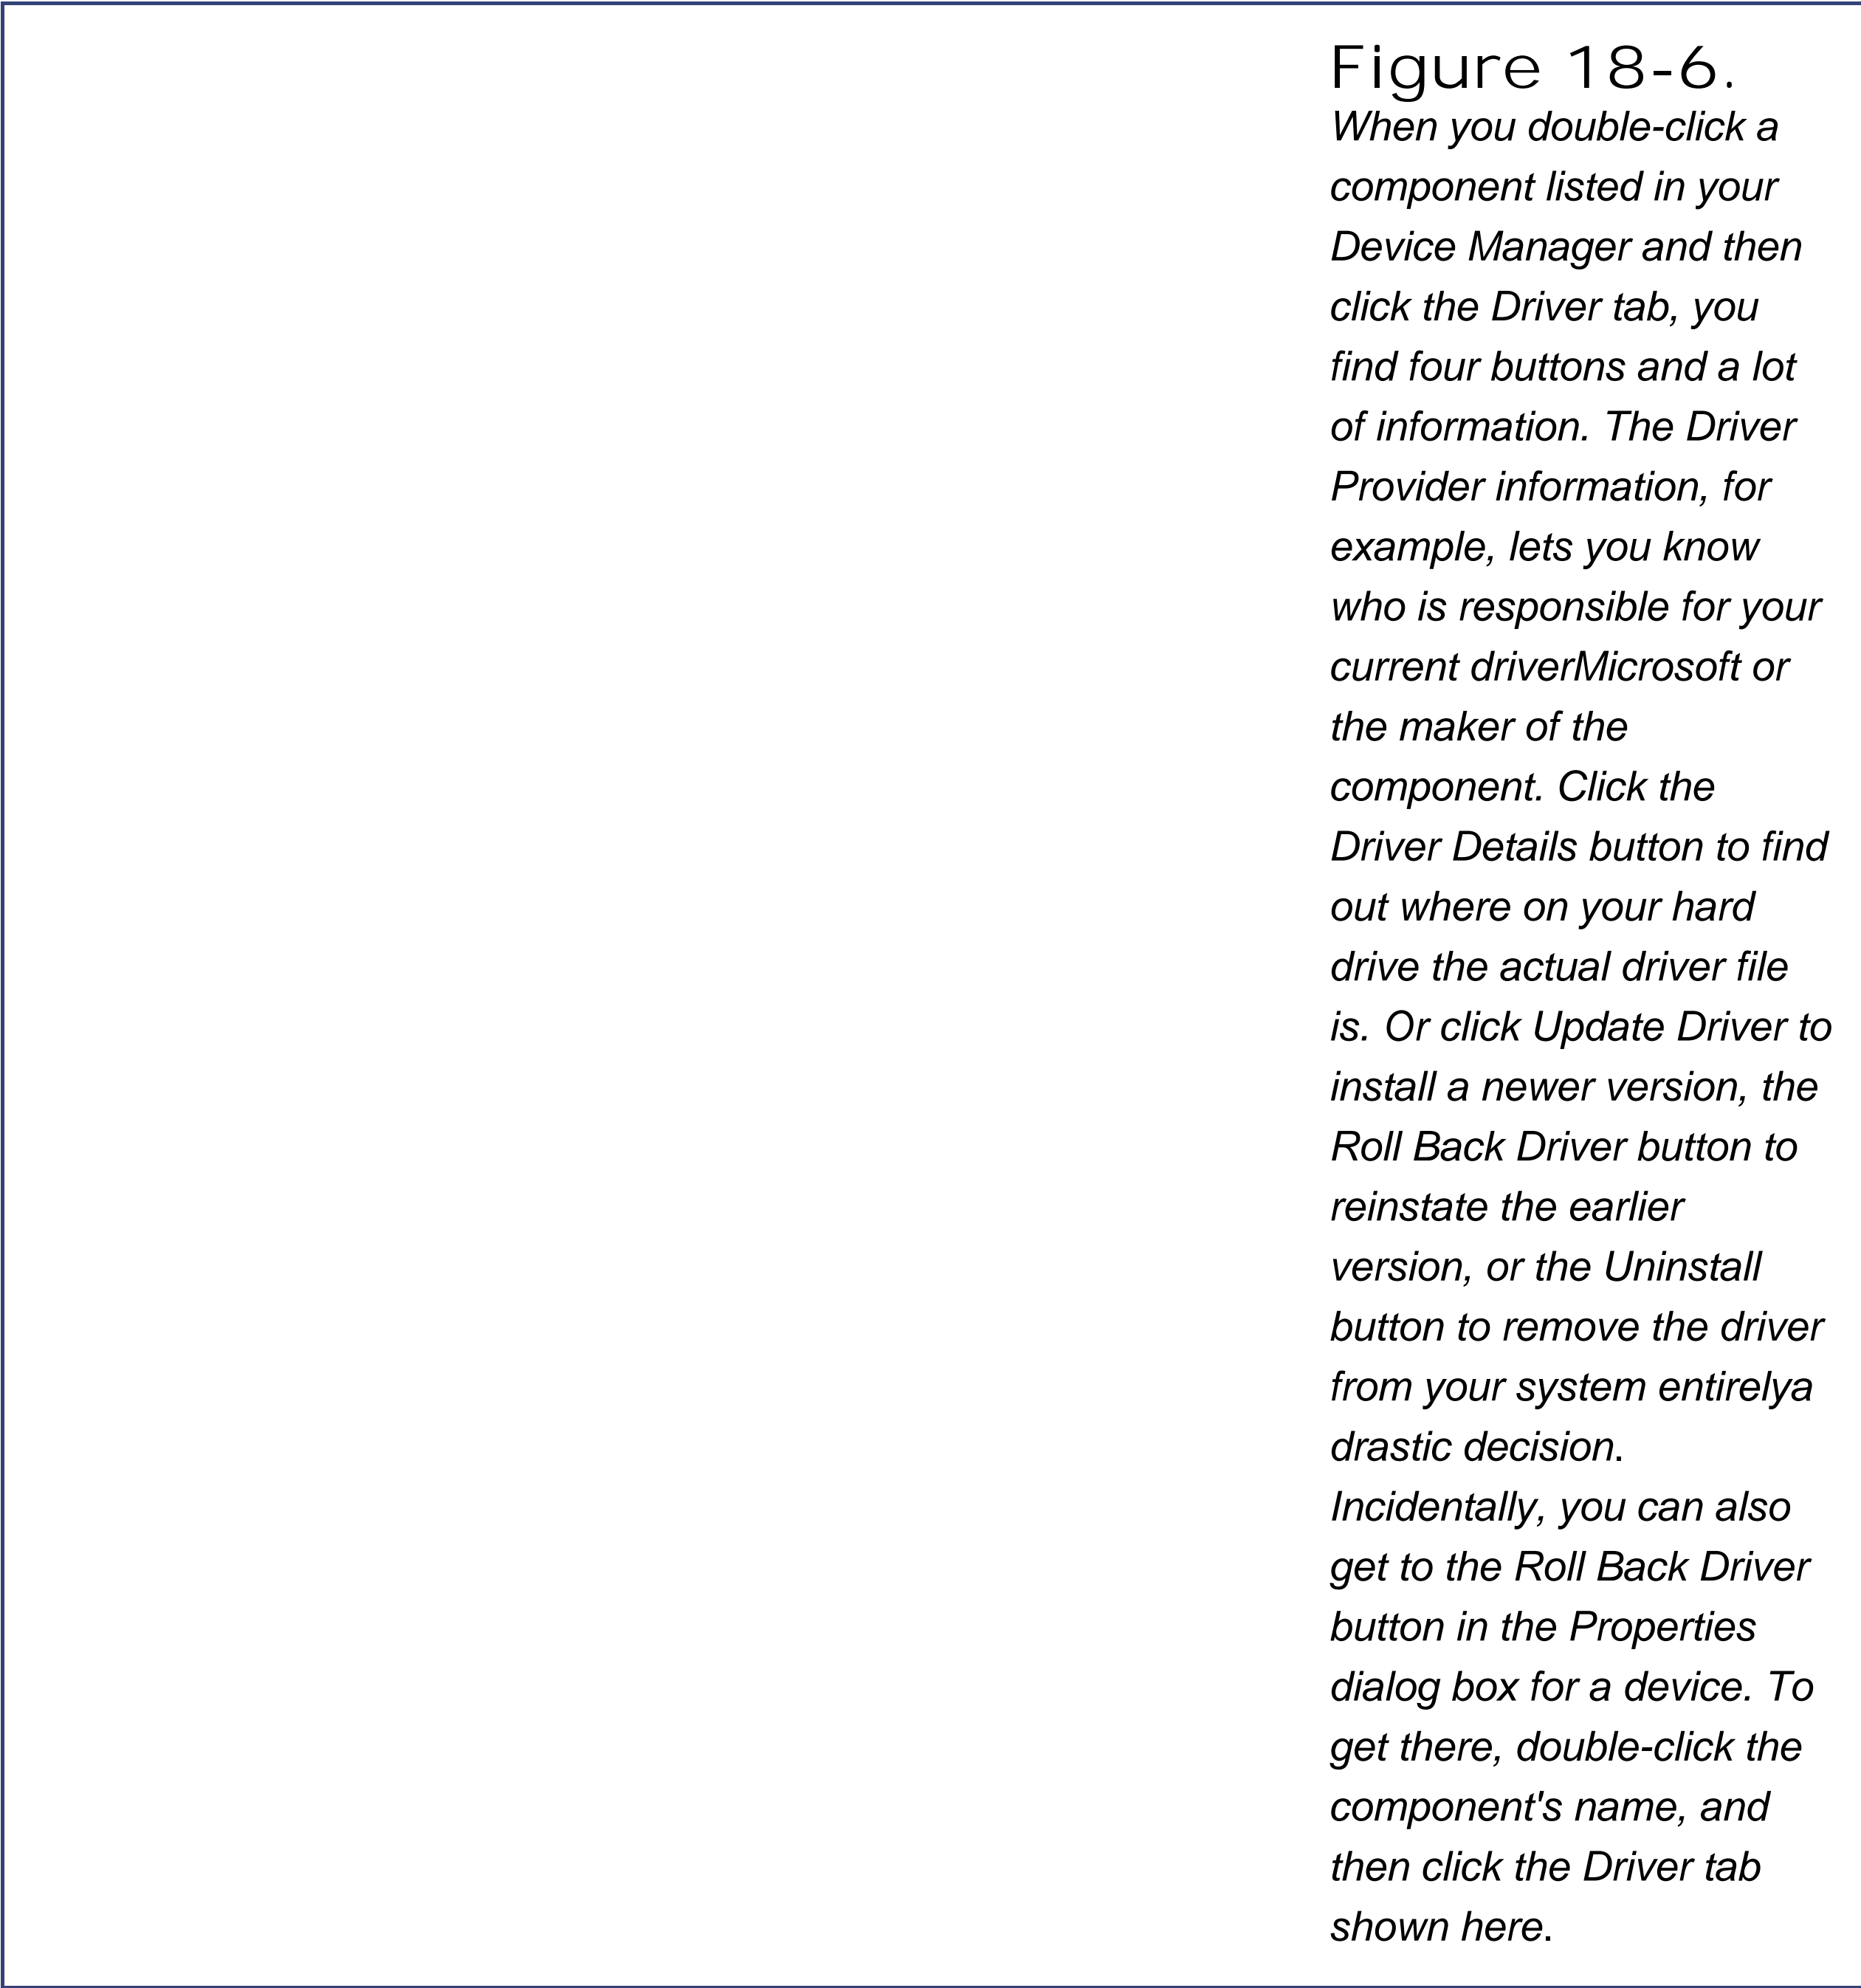 Figure 18-6.
When you double-click a
component listed in your
Device Manager and then
click the Driver tab, you
find four buttons and a lot
of information. The Driver
Provider information, for
example, lets you know
who is responsible for your
current driverMicrosoft or
the maker of the
component. Click the
Driver Details button to find
out where on your hard
drive the actual driver file
is. Or click Update Driver to
install a newer version, the
Roll Back Driver button to
reinstate the earlier
version, or the Uninstall
button to remove the driver
from your system entirelya
drastic decision.
Incidentally, you can also
get to the Roll Back Driver
button in the Properties
dialog box for a device. To
get there, double-click the
component's name, and
then click the Driver tab
shown here.